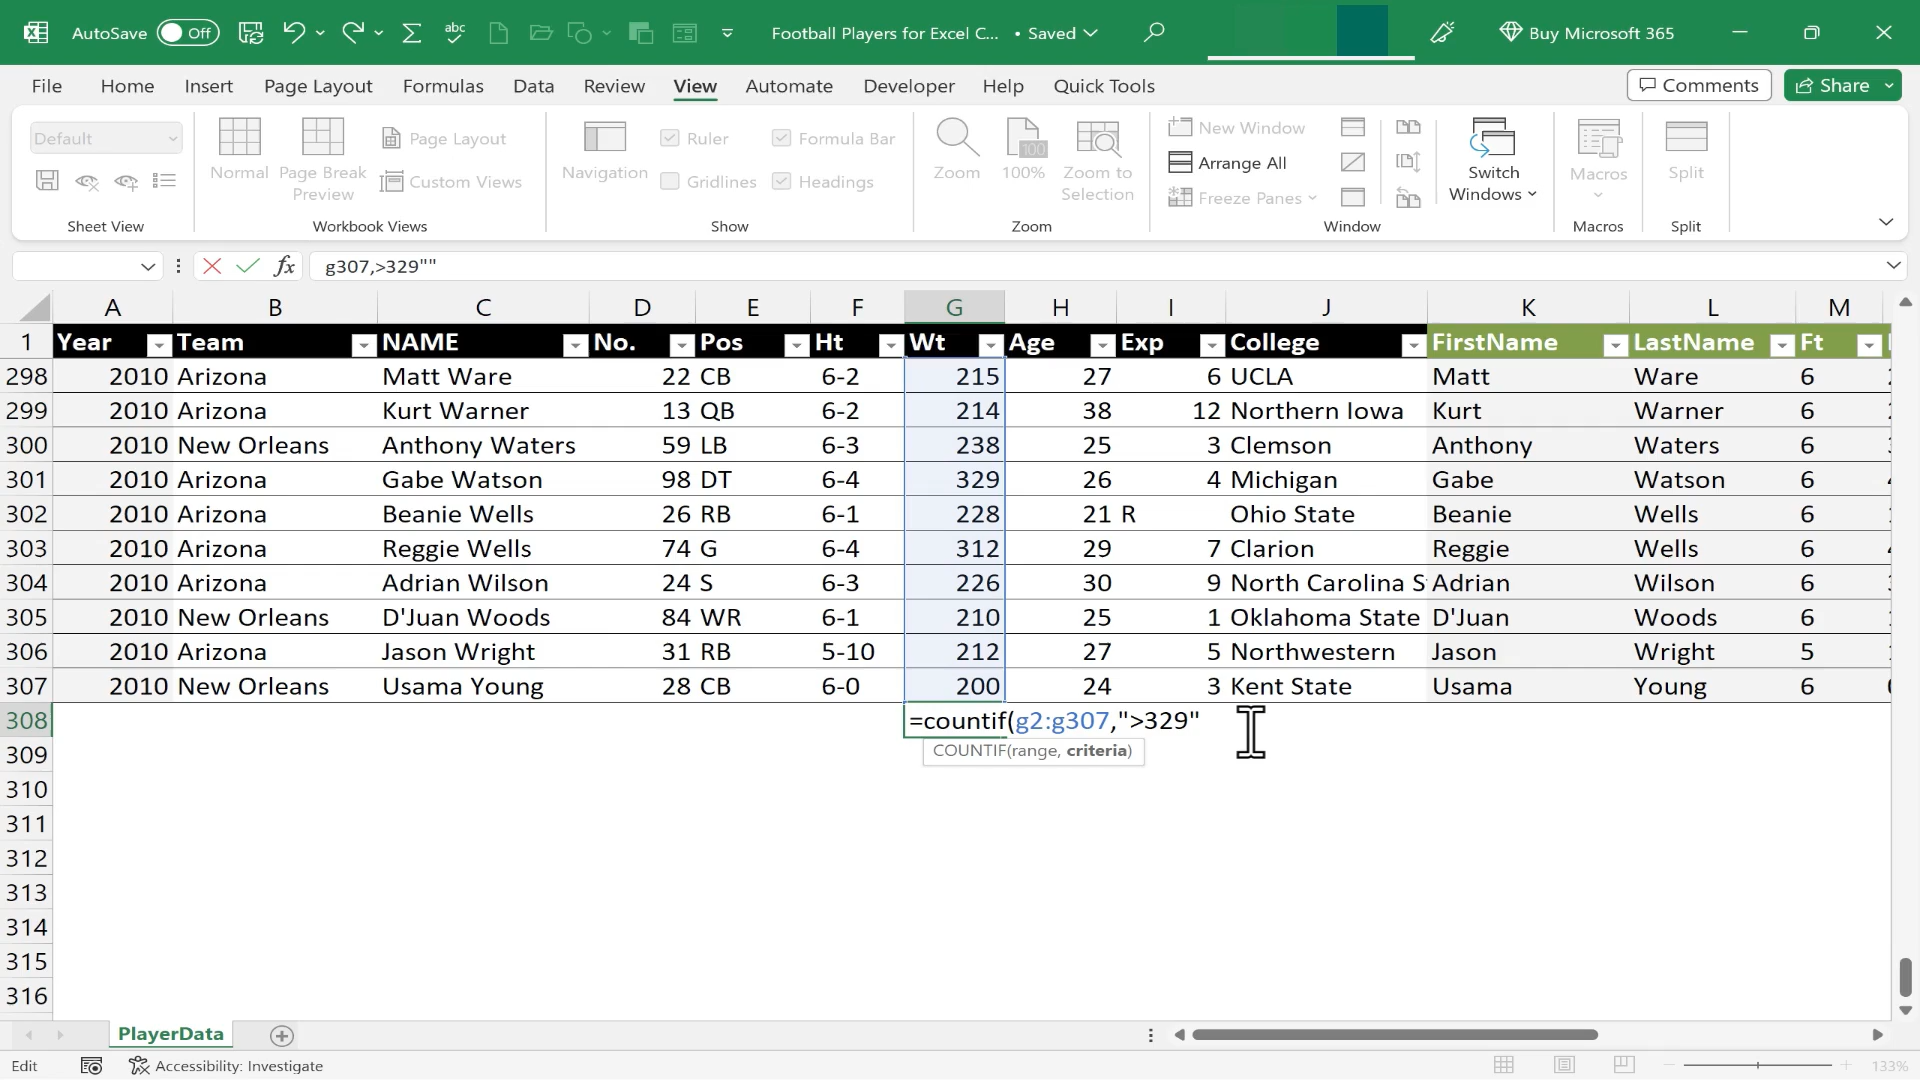 AutoSave Off abc Football Players for Excel C... • Saved Buy Microsoft 365
File Home Insert Page Layout Formulas Data Review View Automate Developer Help Quick Tools Comments Share
Default
Normal
Page Break Preview
Page Layout
Custom Views
Navigation
Ruler
Formula Bar
Gridlines
Headings
Zoom
100
100%
Zoom to Selection
New Window
Arrange All
Freeze Panes
Switch Windows
Macros
Split
Sheet View Workbook Views Show Zoom Window Macros Split
fx g307,>329""
A B C D E F G H I J K L M
1 Year Team NAME No. Pos Ht Wt Age Exp College FirstName LastName Ft
298 2010 Arizona Matt Ware 22 CB 6-2 215 27 6 UCLA Matt Ware 6
299 2010 Arizona Kurt Warner 13 QB 6-2 214 38 12 Northern Iowa Kurt Warner 6
300 2010 New Orleans Anthony Waters 59 LB 6-3 238 25 3 Clemson Anthony Waters 6
301 2010 Arizona Gabe Watson 98 DT 6-4 329 26 4 Michigan Gabe Watson 6
302 2010 Arizona Beanie Wells 26 RB 6-1 228 21 R Ohio State Beanie Wells 6
303 2010 Arizona Reggie Wells 74 G 6-4 312 29 7 Clarion Reggie Wells 6
304 2010 Arizona Adrian Wilson 24 S 6-3 226 30 9 North Carolina S Adrian Wilson 6
305 2010 New Orleans D'Juan Woods 84 WR 6-1 210 25 1 Oklahoma State D'Juan Woods 6
306 2010 Arizona Jason Wright 31 RB 5-10 212 27 5 Northwestern Jason Wright 5
307 2010 New Orleans Usama Young 28 CB 6-0 200 24 3 Kent State Usama Young 6
308 =countif(g2:g307,">329"
309 COUNTIF(range, criteria)
310
311
312
313
314
315
316
PlayerData
Edit Accessibility: Investigate 133%